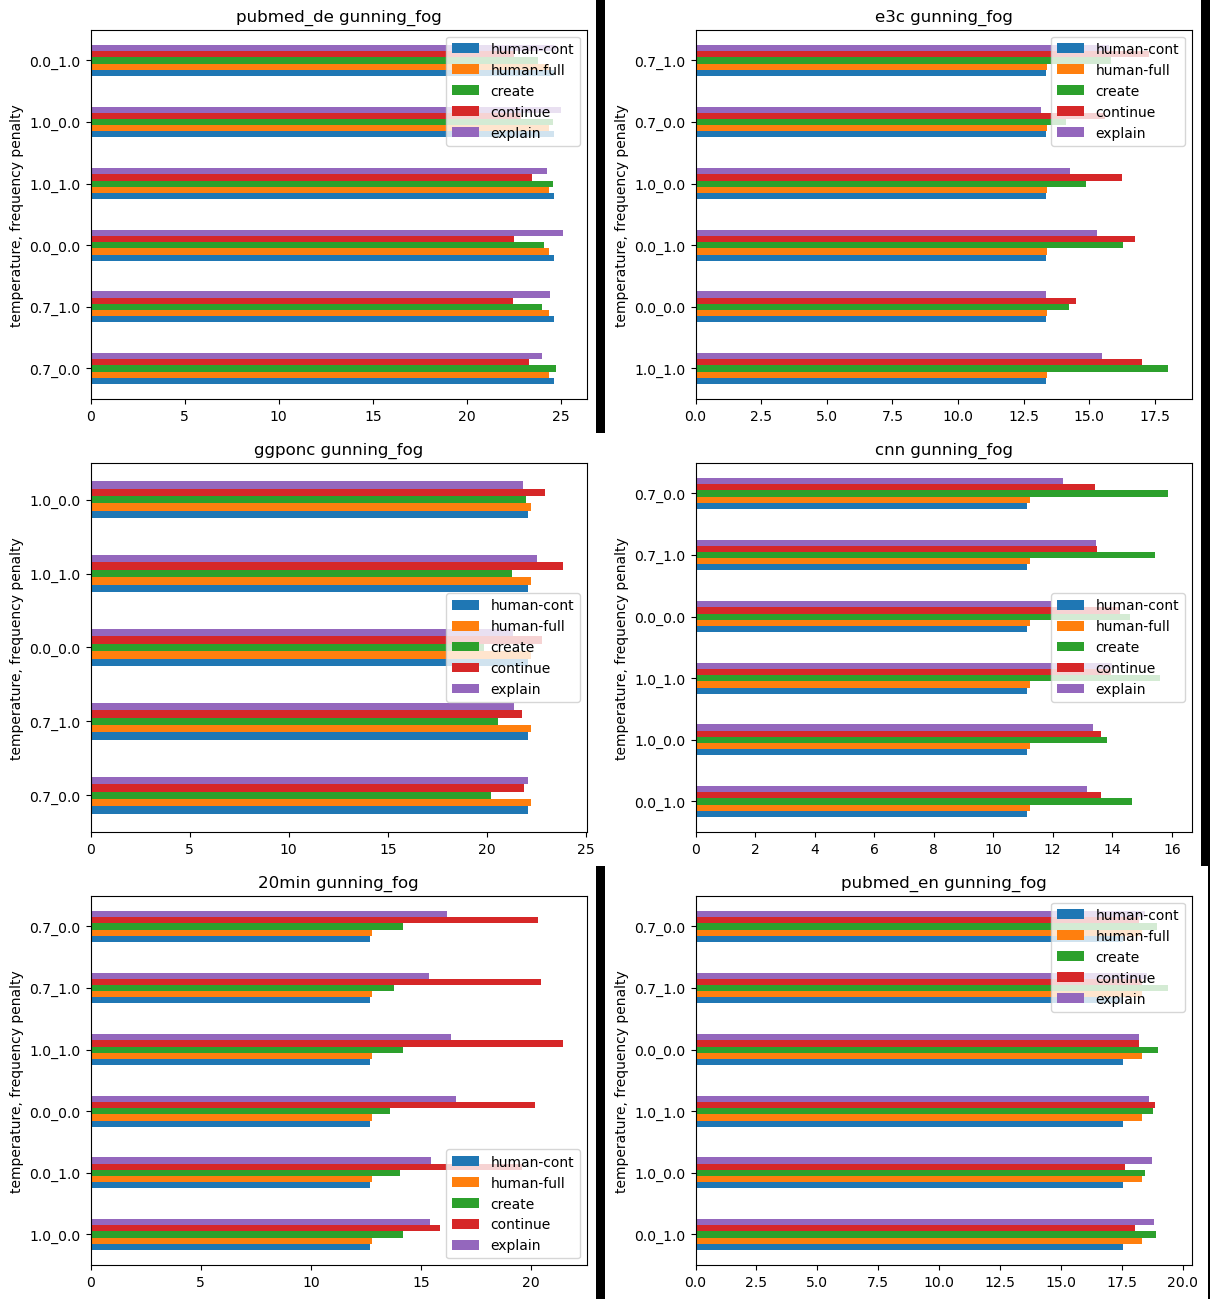 pubmed_de gunning_fog
temperature, frequency penalty
0.0_1.0
1.0_0.0
1.0_1.0
0.0_0.0
0.7_1.0
0.7_0.0
0 5 10 15 20 25
human-cont
human-full
create
continue
explain
e3c gunning_fog
temperature, frequency penalty
0.7_1.0
0.7_0.0
1.0_0.0
0.0_1.0
0.0_0.0
1.0_1.0
0.0 2.5 5.0 7.5 10.0 12.5 15.0 17.5
human-cont
human-full
create
continue
explain
ggponc gunning_fog
temperature, frequency penalty
1.0_0.0
1.0_1.0
0.0_0.0
0.7_1.0
0.7_0.0
0 5 10 15 20 25
human-cont
human-full
create
continue
explain
cnn gunning_fog
temperature, frequency penalty
0.7_0.0
0.7_1.0
0.0_0.0
1.0_1.0
1.0_0.0
0.0_1.0
0 2 4 6 8 10 12 14 16
human-cont
human-full
create
continue
explain
20min gunning_fog
temperature, frequency penalty
0.7_0.0
0.7_1.0
1.0_1.0
0.0_0.0
0.0_1.0
1.0_0.0
0 5 10 15 20
human-cont
human-full
create
continue
explain
pubmed_en gunning_fog
temperature, frequency penalty
0.7_0.0
0.7_1.0
0.0_0.0
1.0_1.0
1.0_0.0
0.0_1.0
0.0 2.5 5.0 7.5 10.0 12.5 15.0 17.5 20.0
human-cont
human-full
create
continue
explain